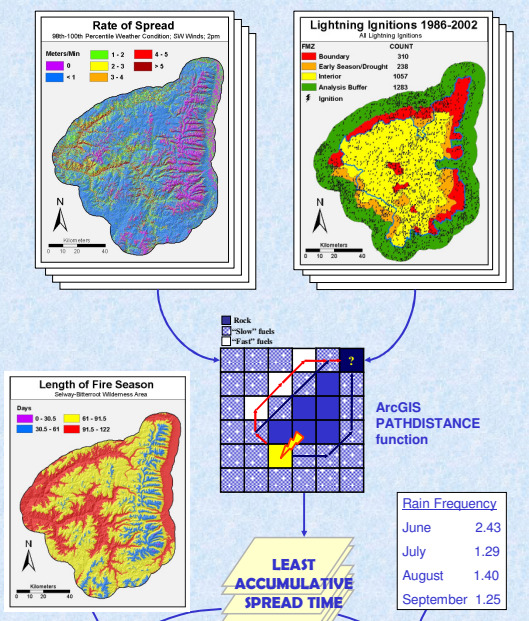 Rate of Spread
98th-100th Percentile Weather Condition; SW Winds; 2pm
Meters/Min
0
< 1
1 - 2
2 - 3
3 - 4
4 - 5
> 5
N
Kilometers
0 10 20 40
Lightning Ignitions 1986-2002
All Lightning Ignitions
FMZ COUNT
Boundary 310
Early Season/Drought 238
Interior 1057
Analysis Buffer 1283
Ignition
N
Kilometers
0 10 20 40
Rock
"Slow" fuels
"Fast" fuels
?
ArcGIS
PATHDISTANCE
function
Length of Fire Season
Selway-Bitterroot Wilderness Area
Days
0 - 30.5
30.5 - 61
61 - 91.5
91.5 - 122
N
Kilometers
0 10 20 40
LEAST
ACCUMULATIVE
SPREAD TIME
Rain Frequency
June 2.43
July 1.29
August 1.40
September 1.25